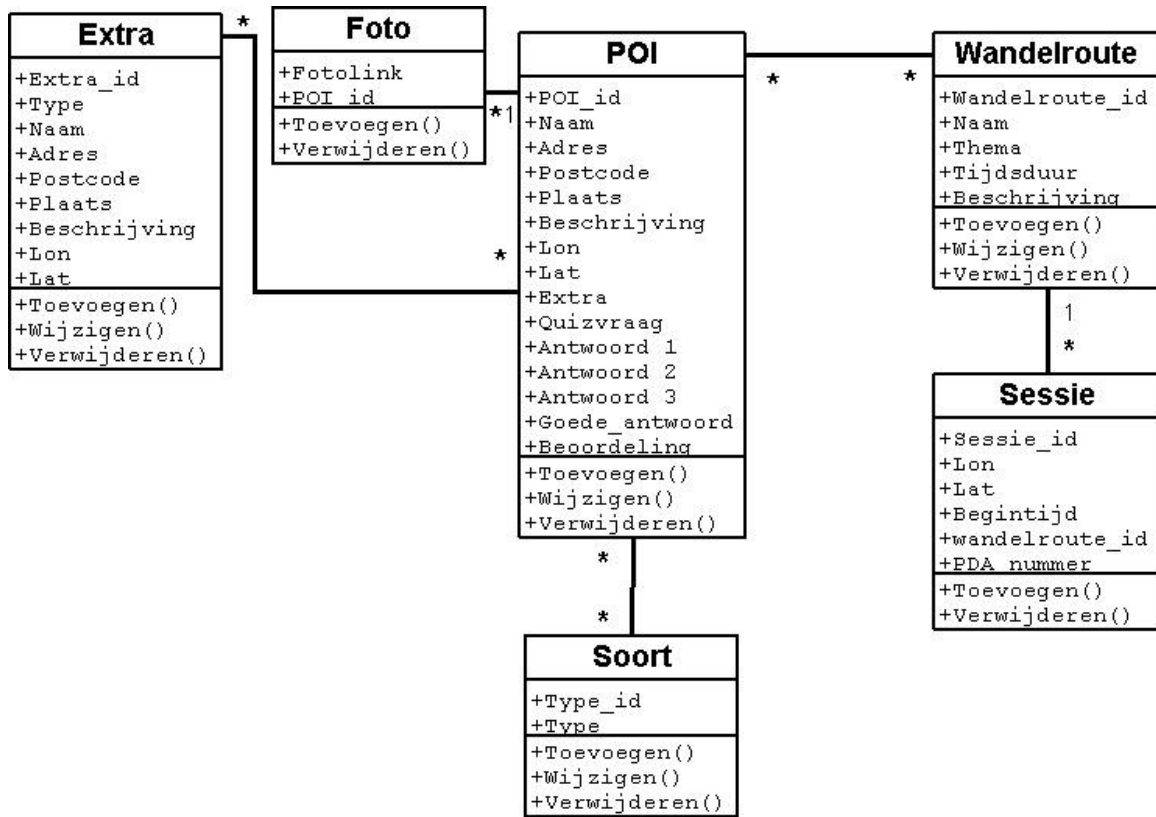 Extra
+Extra_id
+Type
+Naam
+Adres
+Postcode
+Plaats
+Beschrijving
+Lon
+Lat
+Toevoegen()
+Wijzigen()
+Verwijderen()
*
*
Foto
+Fotolink
+POI_id
+Toevoegen()
+Verwijderen()
*1
POI
+POI_id
+Naam
+Adres
+Postcode
+Plaats
+Beschrijving
+Lon
+Lat
+Extra
+Quizvraag
+Antwoord 1
+Antwoord 2
+Antwoord 3
+Goede_antwoord
+Beoordeling
+Toevoegen()
+Wijzigen()
+Verwijderen()
* *
Wandelroute
+Wandelroute_id
+Naam
+Thema
+Tijdsduur
+Beschrijving
+Toevoegen()
+Wijzigen()
+Verwijderen()
1
*
Sessie
+Sessie_id
+Lon
+Lat
+Begintijd
+wandelroute_id
+PDA_nummer
+Toevoegen()
+Verwijderen()
*
*
Soort
+Type_id
+Type
+Toevoegen()
+Wijzigen()
+Verwijderen()